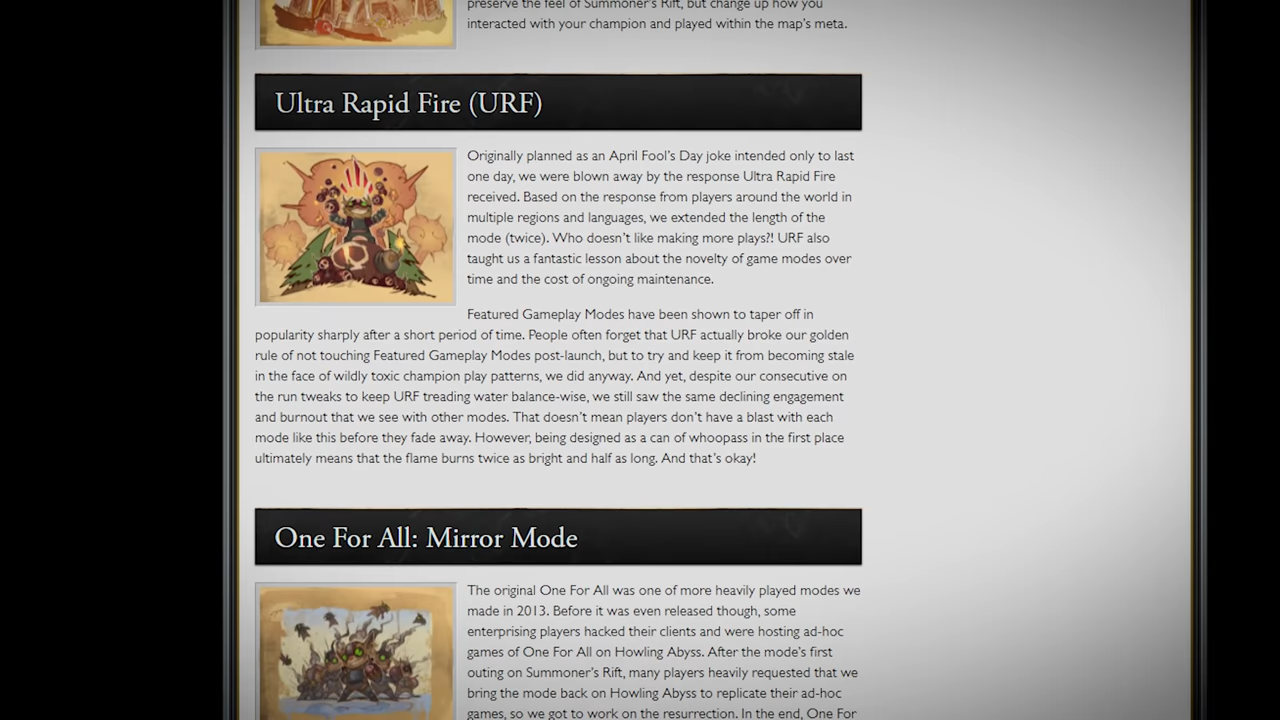 preserve the feel of Summoner's Rift, but change up how you
interacted with your champion and played within the map's meta.
Ultra Rapid Fire (URF)
Originally planned as an April Fool's Day joke intended only to last
one day, we were blown away by the response Ultra Rapid Fire
received. Based on the response from players around the world in
multiple regions and languages, we extended the length of the
mode (twice). Who doesn't like making more plays?! URF also
taught us a fantastic lesson about the novelty of game modes over
time and the cost of ongoing maintenance.
Featured Gameplay Modes have been shown to taper off in
popularity sharply after a short period of time. People often forget that URF actually broke our golden
rule of not touching Featured Gameplay Modes post-launch, but to try and keep it from becoming stale
in the face of wildly toxic champion play patterns, we did anyway. And yet, despite our consecutive on
the run tweaks to keep URF treading water balance-wise, we still saw the same declining engagement
and burnout that we see with other modes. That doesn't mean players don't have a blast with each
mode like this before they fade away. However, being designed as a can of whoopass in the first place
ultimately means that the flame burns twice as bright and half as long. And that's okay!
One For All: Mirror Mode
The original One For All was one of more heavily played modes we
made in 2013. Before it was even released though, some
enterprising players hacked their clients and were hosting ad-hoc
games of One For All on Howling Abyss. After the mode's first
outing on Summoner's Rift, many players heavily requested that we
bring the mode back on Howling Abyss to replicate their ad-hoc
games, so we got to work on the resurrection. In the end, One For